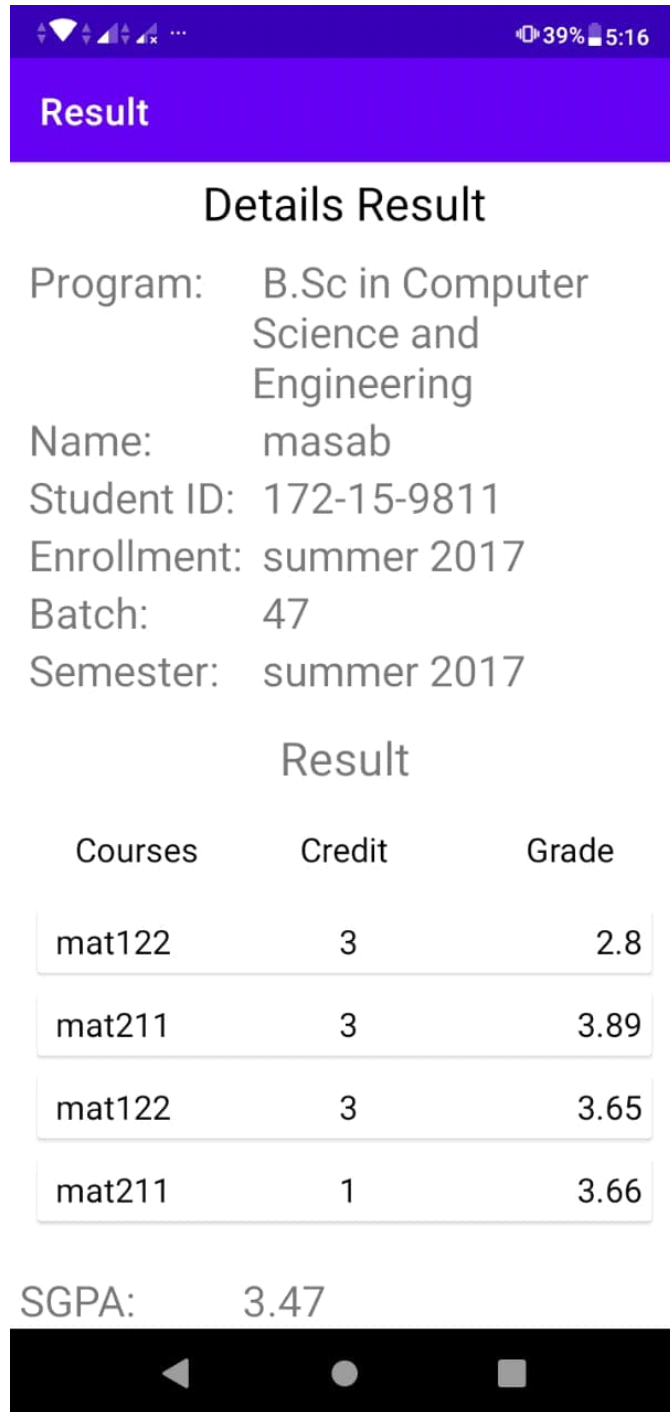 39% 5:16
Result
Details Result
Program: B.Sc in Computer
Science and
Engineering
Name: masab
Student ID: 172-15-9811
Enrollment: summer 2017
Batch: 47
Semester: summer 2017
Result
Courses Credit Grade
mat122 3 2.8
mat211 3 3.89
mat122 3 3.65
mat211 1 3.66
SGPA: 3.47